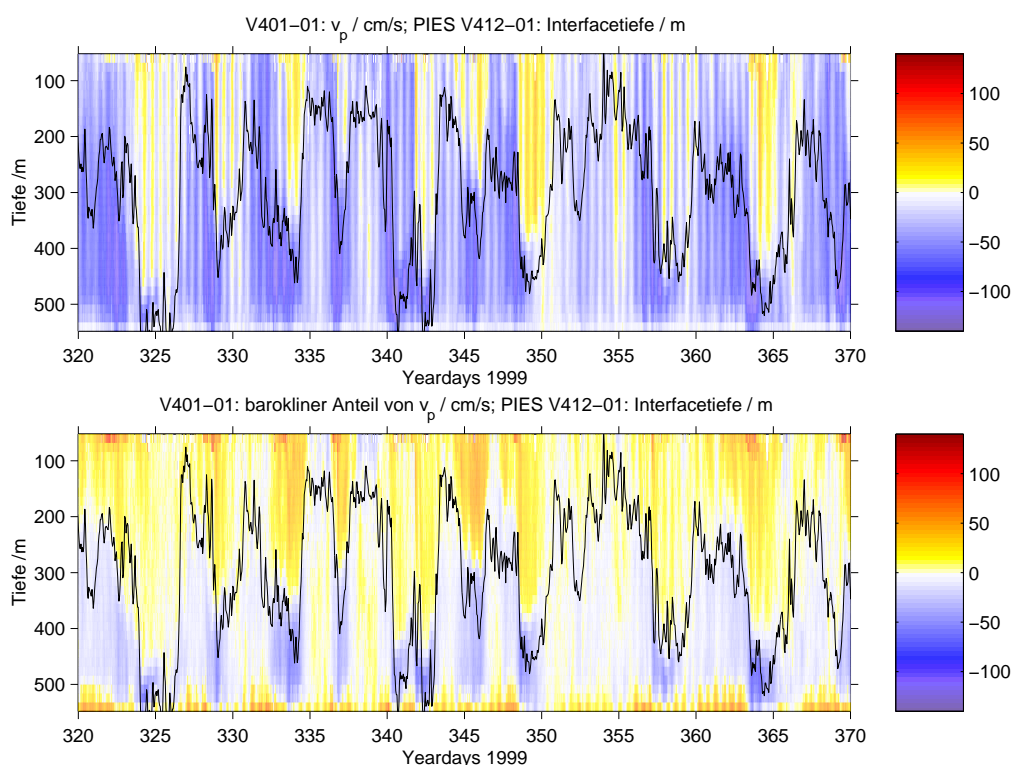 V401−01: v_p / cm/s; PIES V412−01: Interfacetiefe / m
Tiefe /m
100
200
300
400
500
320 325 330 335 340 345 350 355 360 365 370
Yeardays 1999
100
50
0
−50
−100
V401−01: barokliner Anteil von v_p / cm/s; PIES V412−01: Interfacetiefe / m
Tiefe /m
100
200
300
400
500
320 325 330 335 340 345 350 355 360 365 370
Yeardays 1999
100
50
0
−50
−100